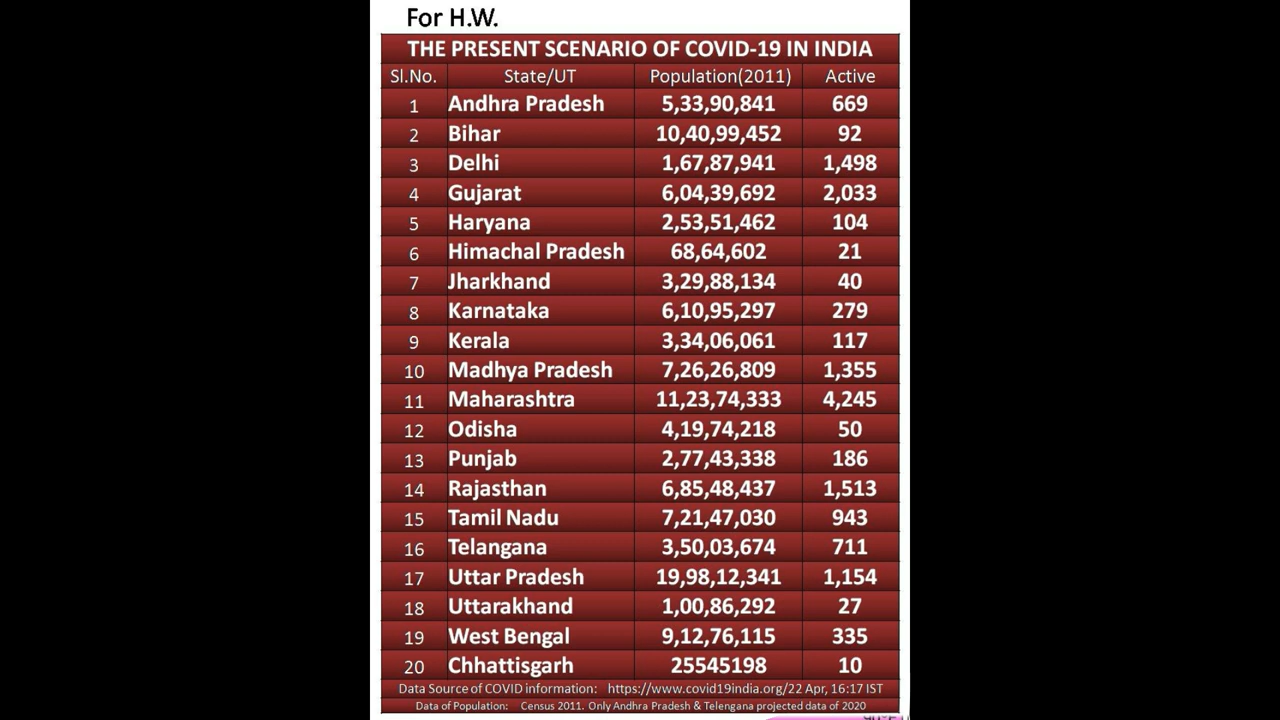 For H.W.
THE PRESENT SCENARIO OF COVID-19 IN INDIA
Sl.No. State/UT Population(2011) Active
1 Andhra Pradesh 5,33,90,841 669
2 Bihar 10,40,99,452 92
3 Delhi 1,67,87,941 1,498
4 Gujarat 6,04,39,692 2,033
5 Haryana 2,53,51,462 104
6 Himachal Pradesh 68,64,602 21
7 Jharkhand 3,29,88,134 40
8 Karnataka 6,10,95,297 279
9 Kerala 3,34,06,061 117
10 Madhya Pradesh 7,26,26,809 1,355
11 Maharashtra 11,23,74,333 4,245
12 Odisha 4,19,74,218 50
13 Punjab 2,77,43,338 186
14 Rajasthan 6,85,48,437 1,513
15 Tamil Nadu 7,21,47,030 943
16 Telangana 3,50,03,674 711
17 Uttar Pradesh 19,98,12,341 1,154
18 Uttarakhand 1,00,86,292 27
19 West Bengal 9,12,76,115 335
20 Chhattisgarh 25545198 10
Data Source of COVID information: https://www.covid19india.org/22 Apr, 16:17 IST
Data of Population: Census 2011. Only Andhra Pradesh & Telengana projected data of 2020